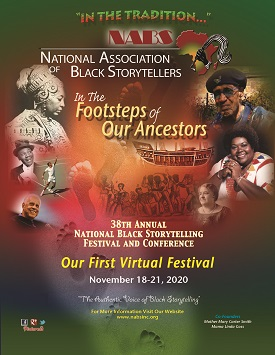 "IN THE TRADITION..."
NABS
NATIONAL ASSOCIATION
OF BLACK STORYTELLERS
In The
Footsteps of
Our Ancestors
38TH ANNUAL
NATIONAL BLACK STORYTELLING
FESTIVAL AND CONFERENCE
Our First Virtual Festival
November 18-21, 2020
"The Authentic Voice of Black Storytelling"
For More Information Visit Our Website
www.nabsinc.org
Pinterest
Co-Founders
Mother Mary Carter Smith
Mama Linda Goss